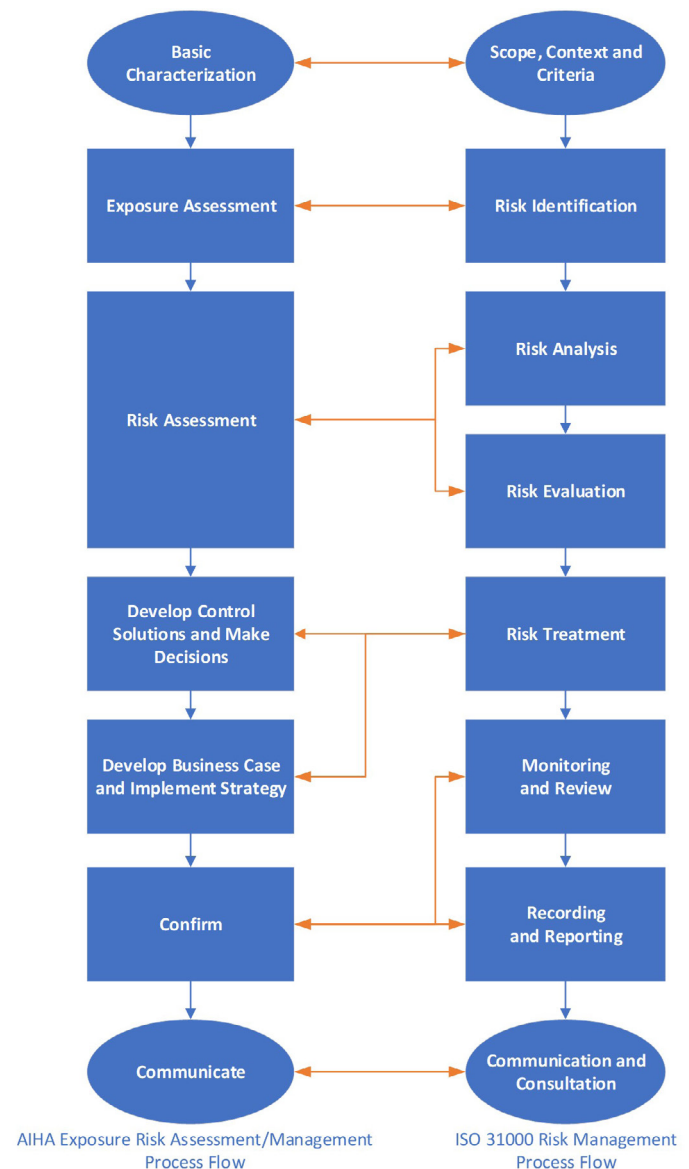 Basic
Characterization
Scope, Context and
Criteria
Exposure Assessment
Risk Identification
Risk Assessment
Risk Analysis
Risk Evaluation
Develop Control
Solutions and Make
Decisions
Risk Treatment
Develop Business Case
and Implement Strategy
Monitoring
and Review
Confirm
Recording
and Reporting
Communicate
Communication and
Consultation
AIHA Exposure Risk Assessment/Management
Process Flow
ISO 31000 Risk Management
Process Flow